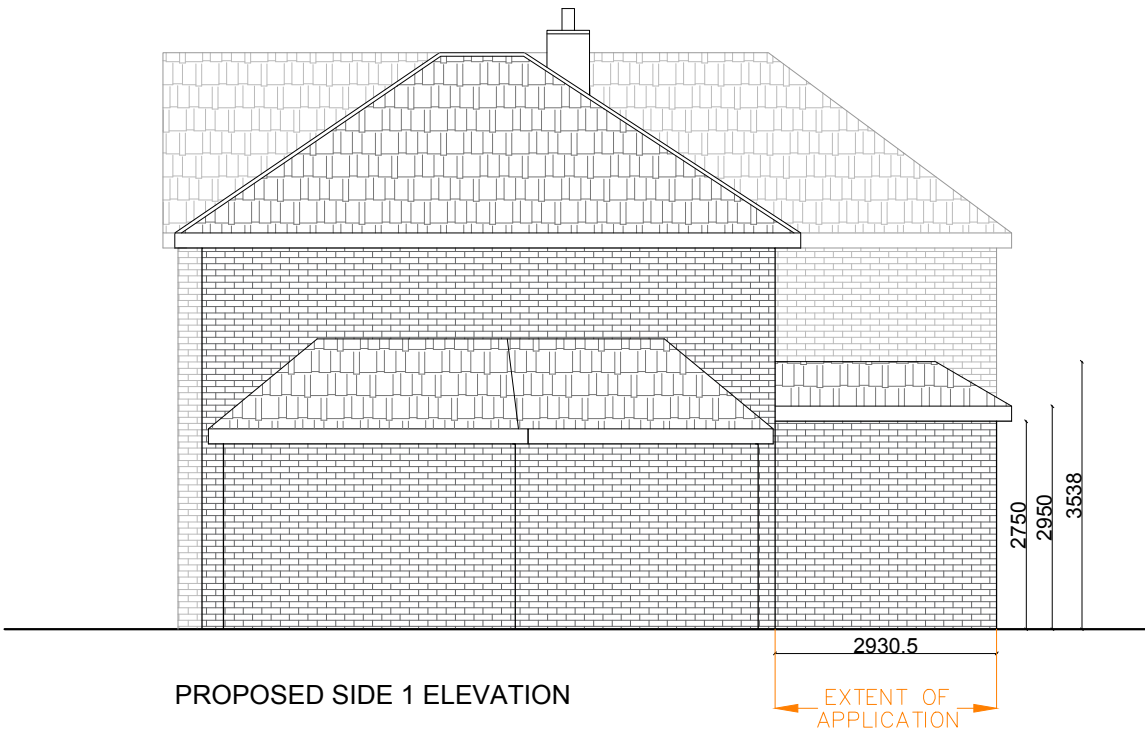 2750
2950
3538
2930.5
PROPOSED SIDE 1 ELEVATION
EXTENT OF
APPLICATION